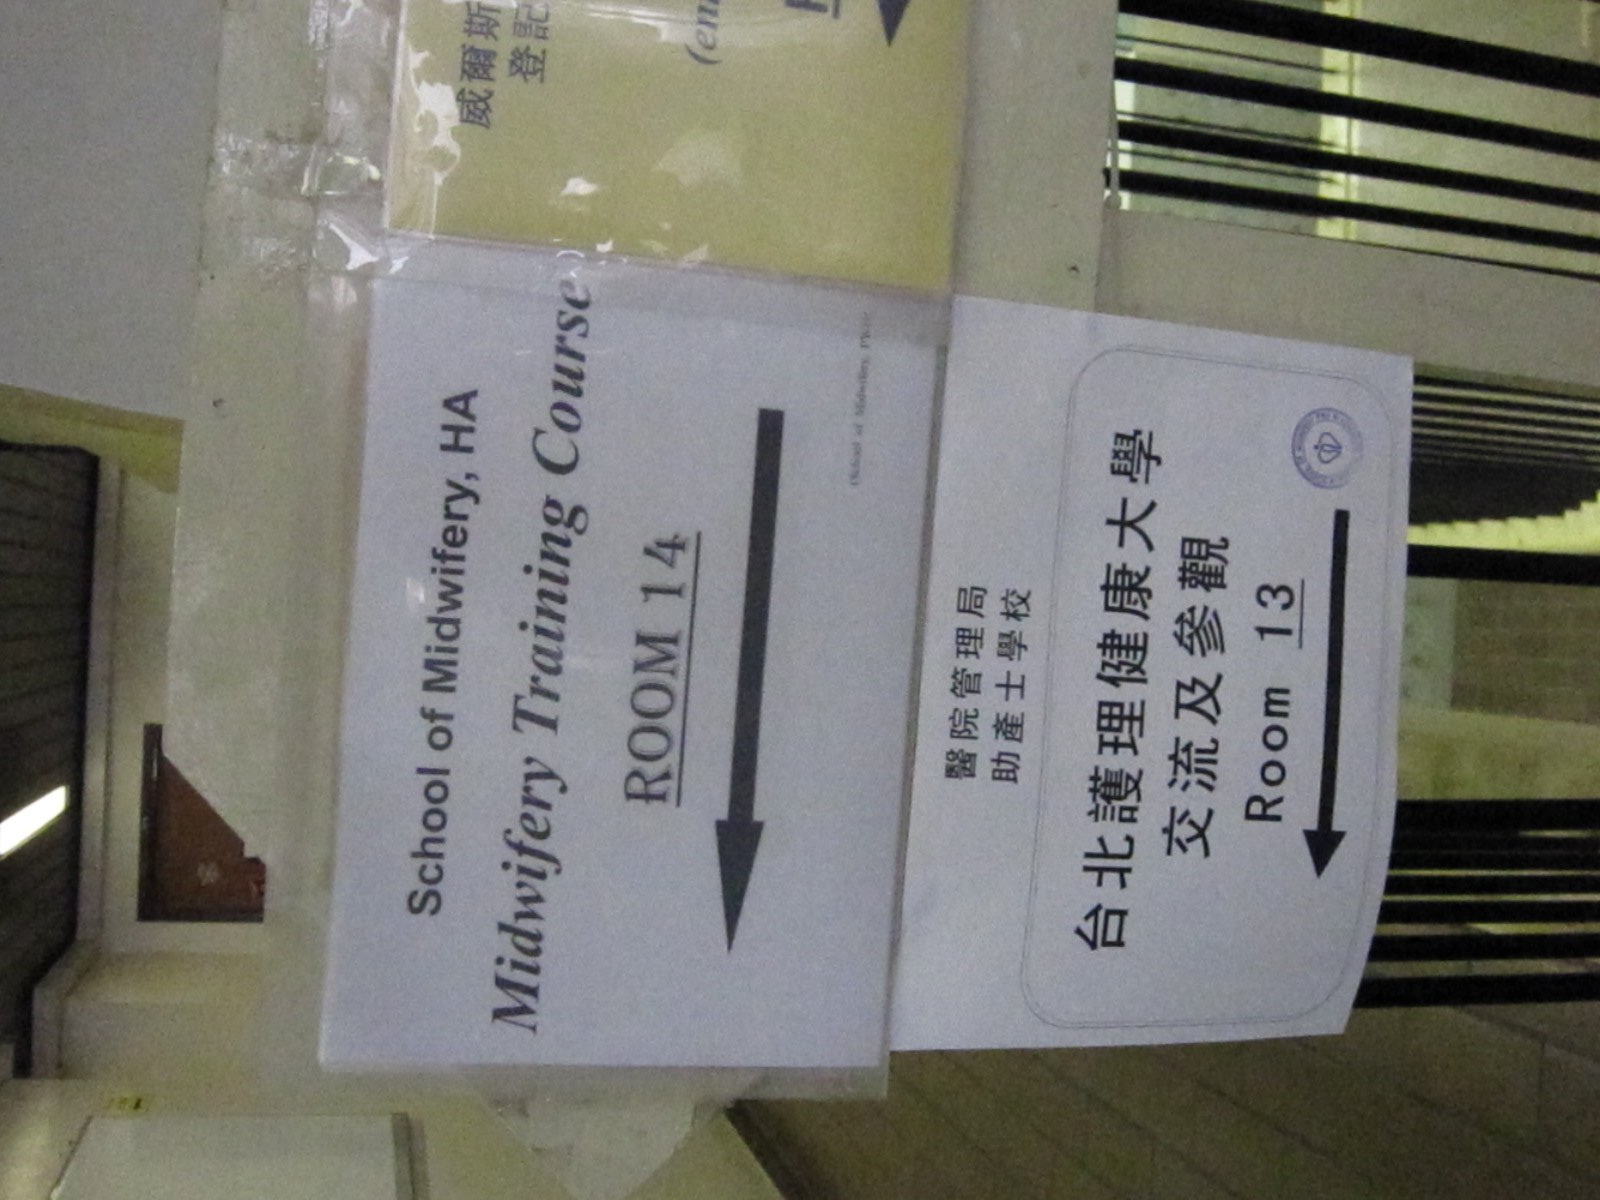 School of Midwifery, HA
Midwifery Training Course
ROOM 14
醫院管理局
助產士學校
台北護理健康大學
交流及參觀
Room 13
威爾斯
登記
(en